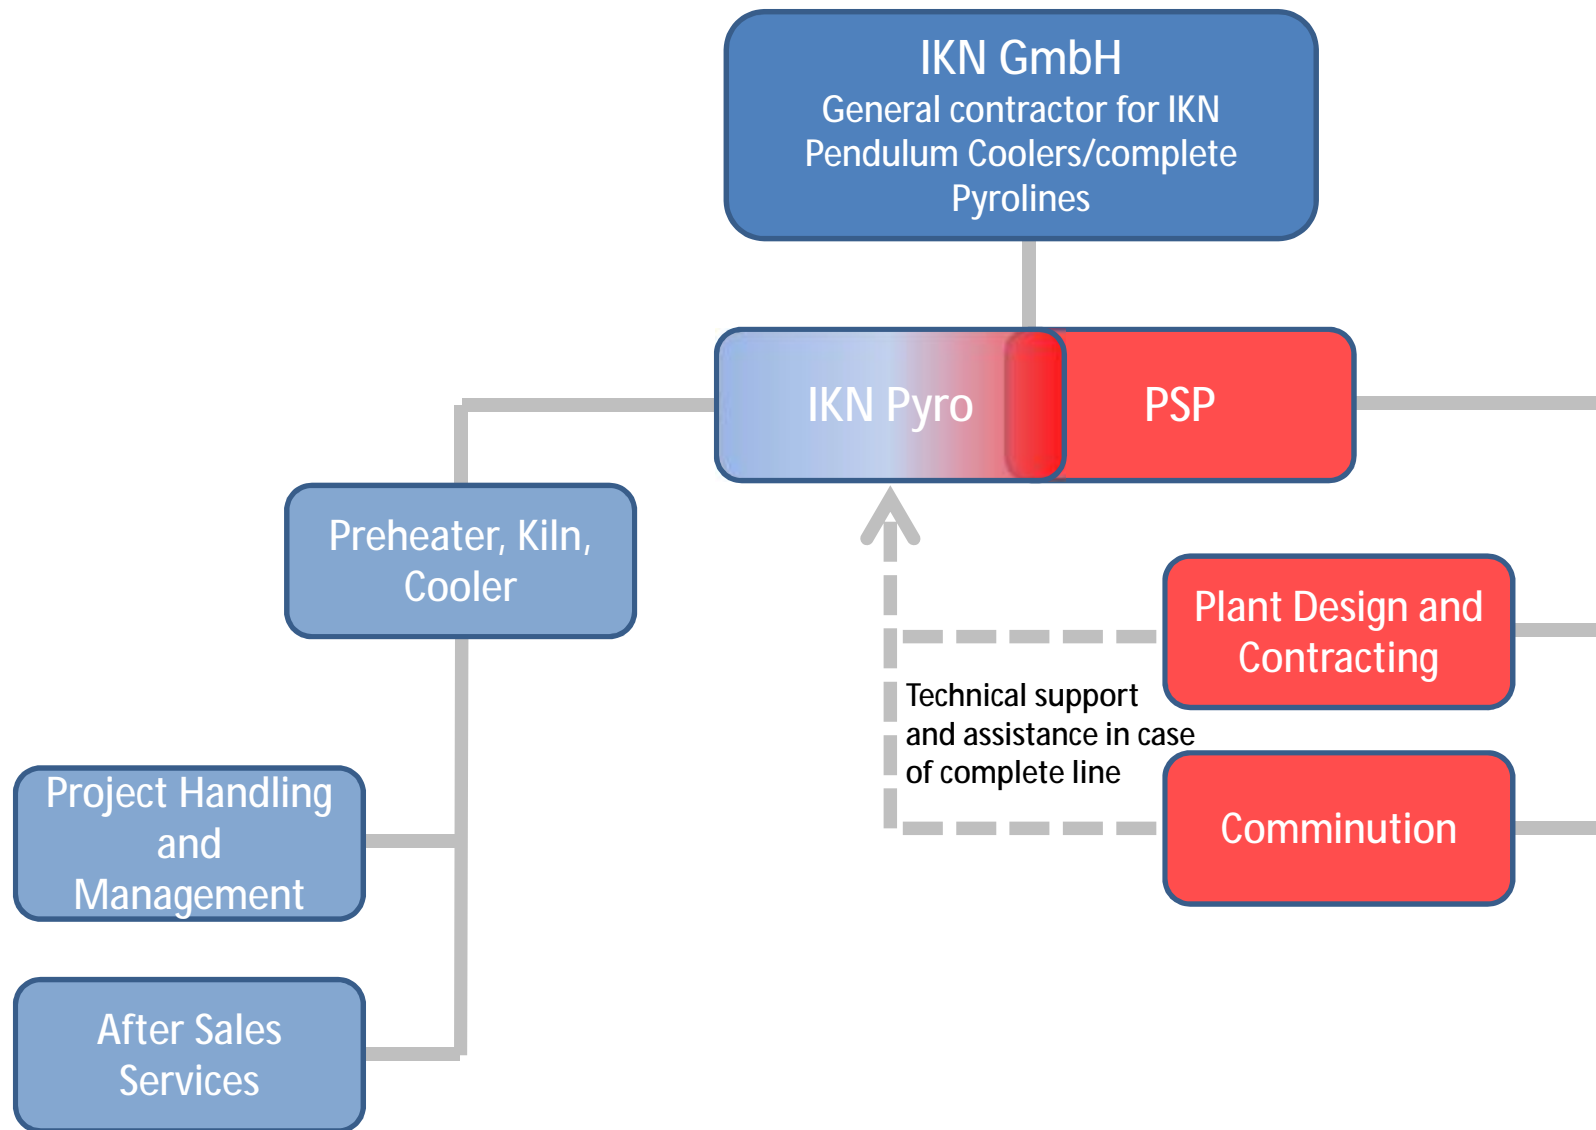 IKN GmbH
General contractor for IKN
Pendulum Coolers/complete
Pyrolines
IKN Pyro
PSP
Preheater, Kiln,
Cooler
Plant Design and
Contracting
Technical support
and assistance in case
of complete line
Project Handling
and
Management
Comminution
After Sales
Services